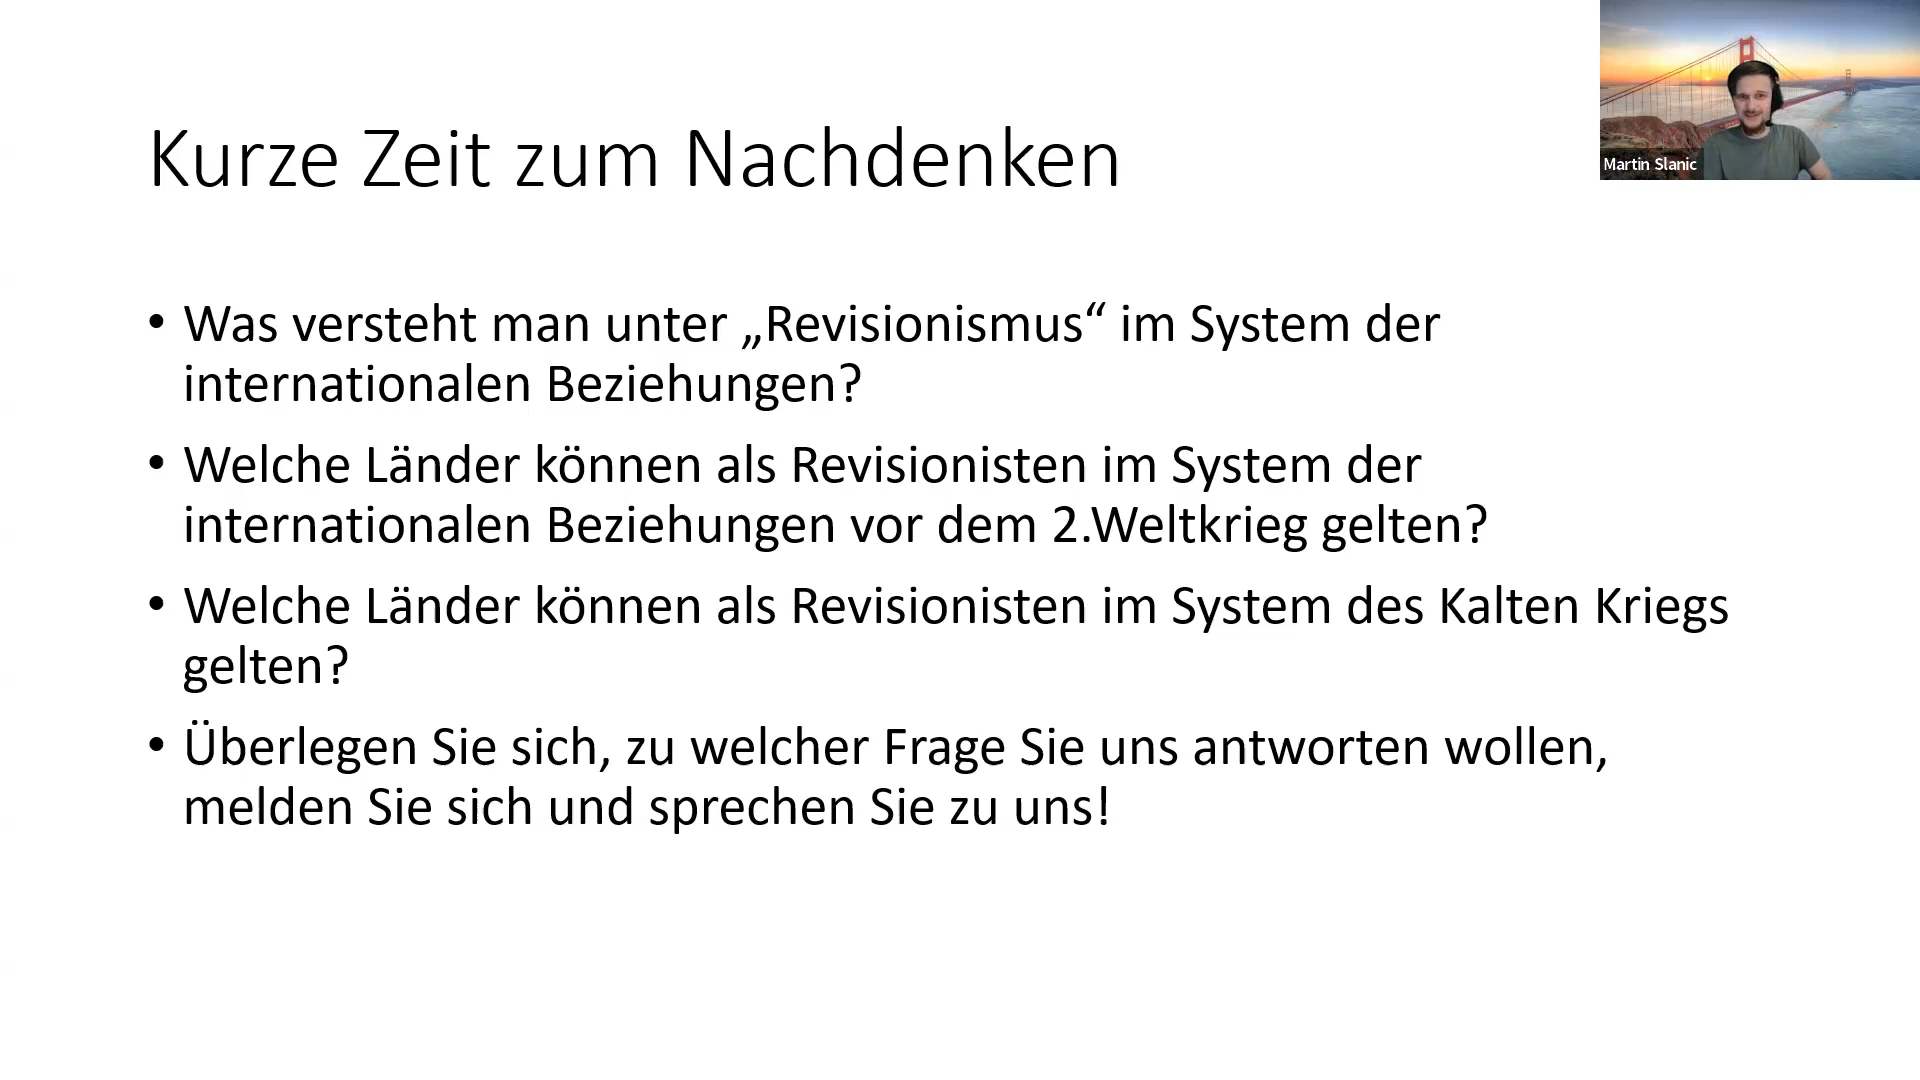 Kurze Zeit zum Nachdenken
Martin Slanic
• Was versteht man unter „Revisionismus“ im System der
internationalen Beziehungen?
• Welche Länder können als Revisionisten im System der
internationalen Beziehungen vor dem 2.Weltkrieg gelten?
• Welche Länder können als Revisionisten im System des Kalten Kriegs
gelten?
• Überlegen Sie sich, zu welcher Frage Sie uns antworten wollen,
melden Sie sich und sprechen Sie zu uns!